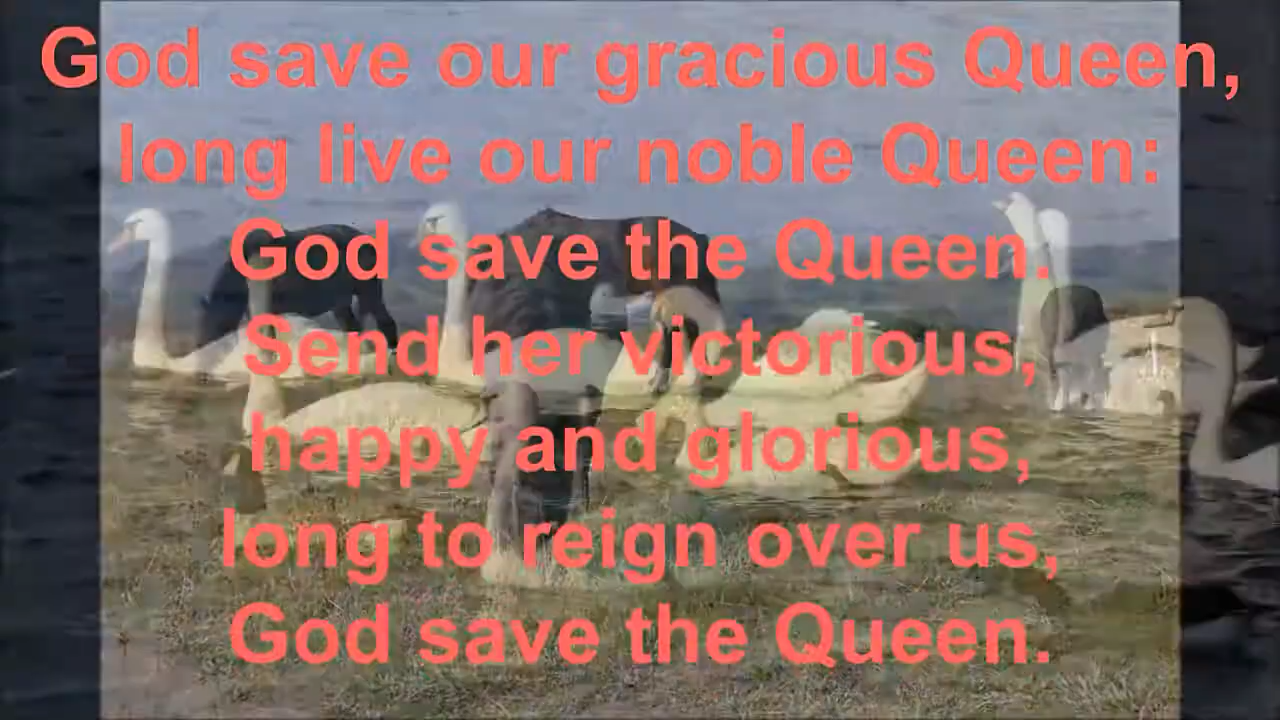 God save our gracious Queen,
long live our noble Queen:
God save the Queen.
Send her victorious,
happy and glorious,
long to reign over us,
God save the Queen.